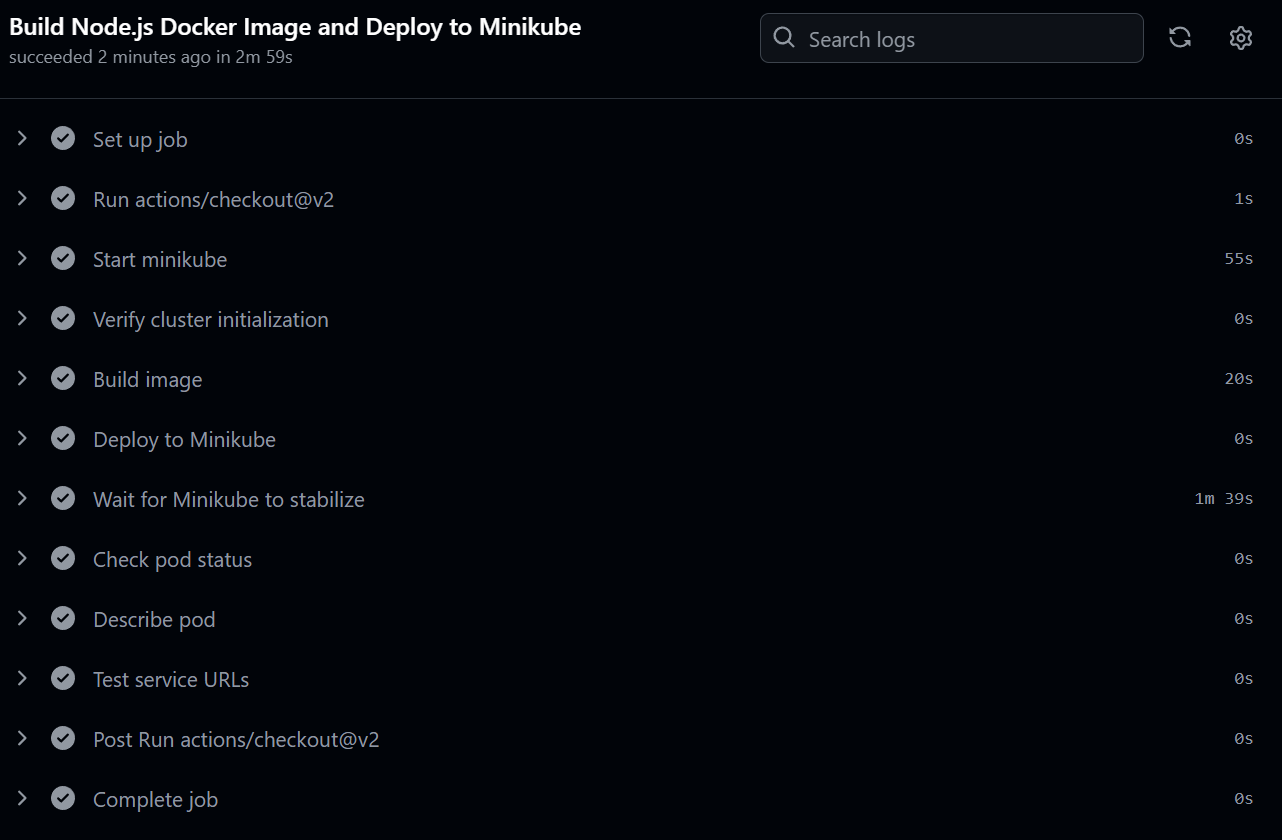 Build Node.js Docker Image and Deploy to Minikube
succeeded 2 minutes ago in 2m 59s
Search logs
Set up job 0s
Run actions/checkout@v2 1s
Start minikube 55s
Verify cluster initialization 0s
Build image 20s
Deploy to Minikube 0s
Wait for Minikube to stabilize 1m 39s
Check pod status 0s
Describe pod 0s
Test service URLs 0s
Post Run actions/checkout@v2 0s
Complete job 0s